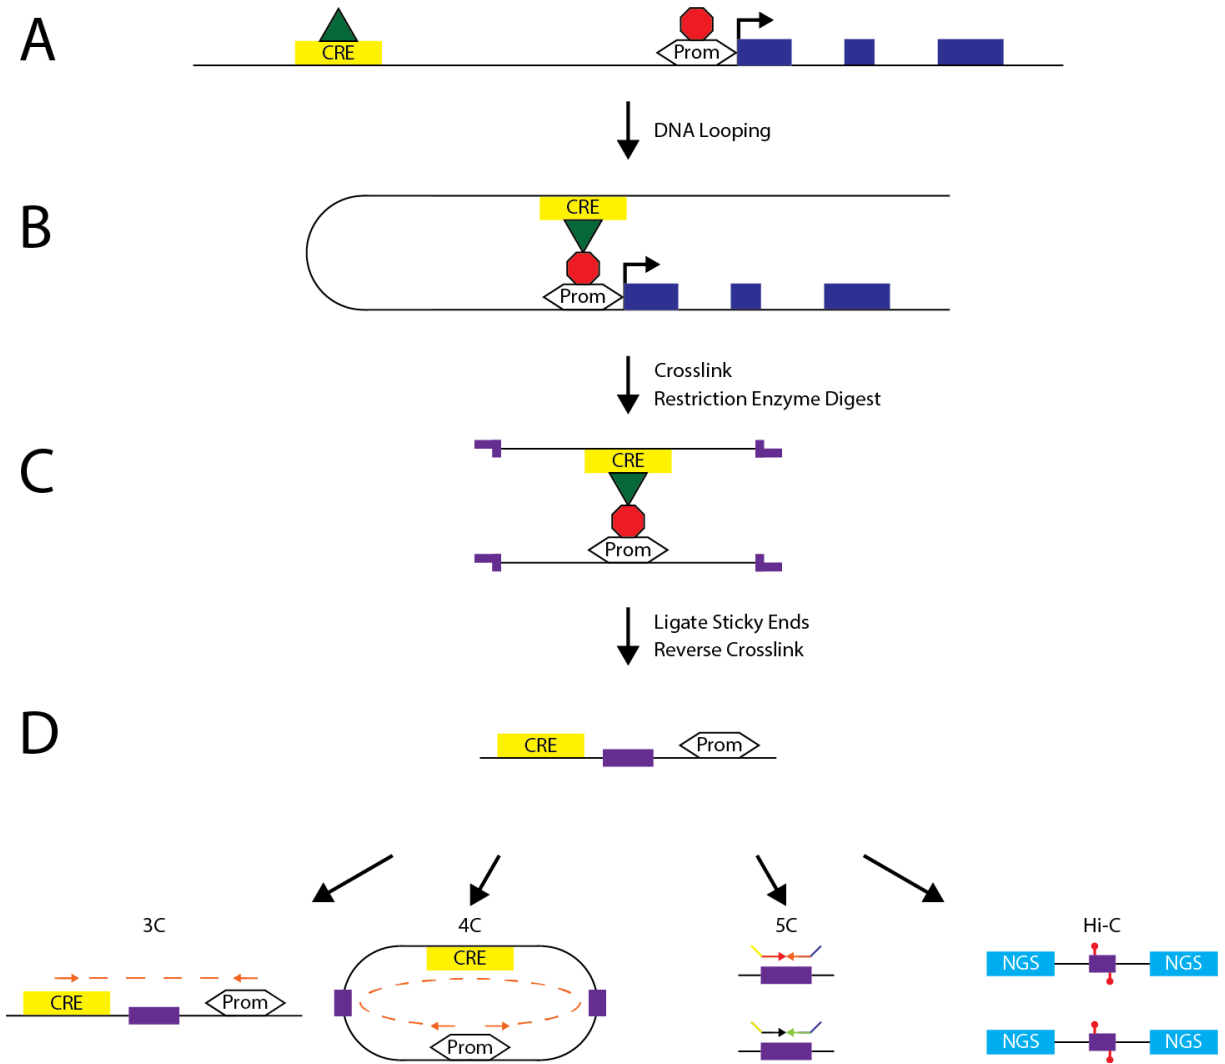 A
CRE
Prom
DNA Looping
B
CRE
Prom
Crosslink
Restriction Enzyme Digest
C
CRE
Prom
Ligate Sticky Ends
Reverse Crosslink
D
CRE
Prom
3C
4C
5C
Hi-C
CRE
Prom
CRE
Prom
NGS
NGS
NGS
NGS